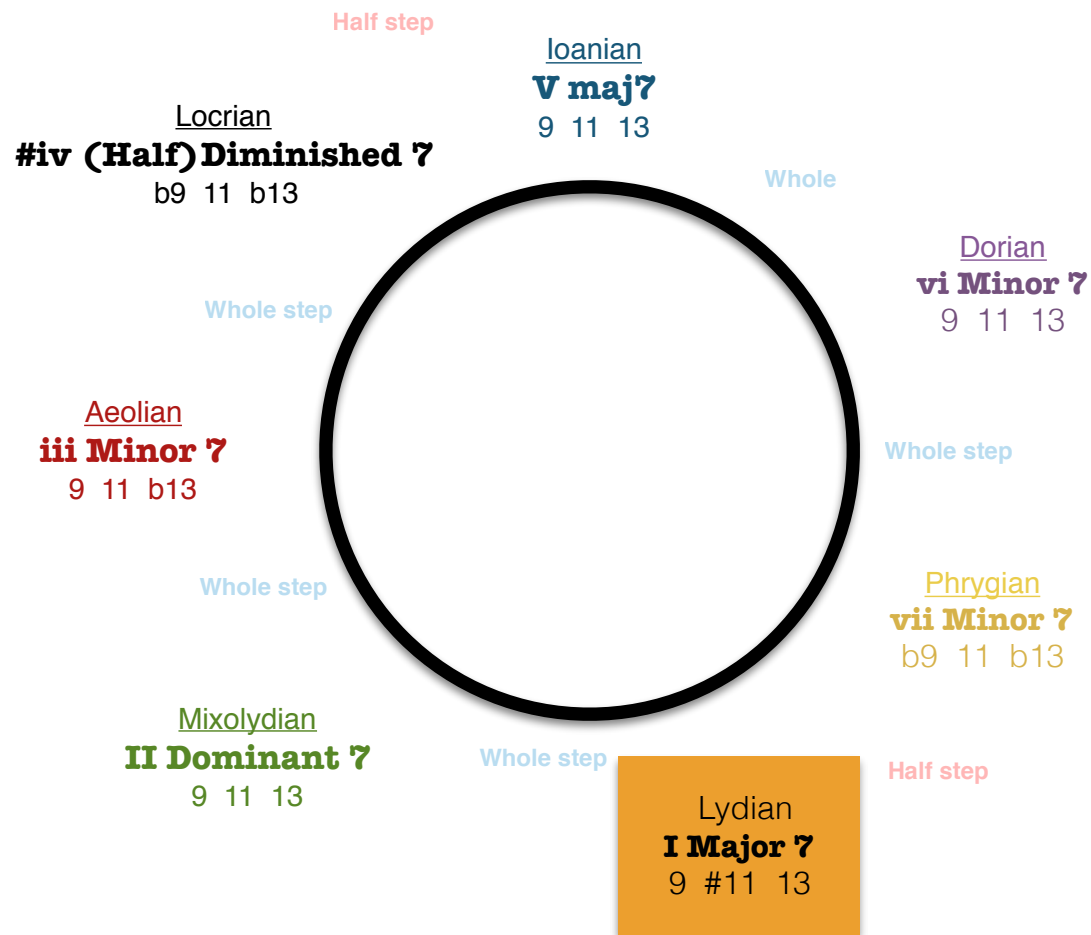 Half step
Ioanian
V maj7
9 11 13
Locrian
#iv (Half)Diminished 7
b9 11 b13
Whole
Dorian
vi Minor 7
9 11 13
Whole step
Aeolian
iii Minor 7
9 11 b13
Whole step
Whole step
Phrygian
vii Minor 7
b9 11 b13
Mixolydian
II Dominant 7
9 11 13
Whole step
Half step
Lydian
I Major 7
9 #11 13